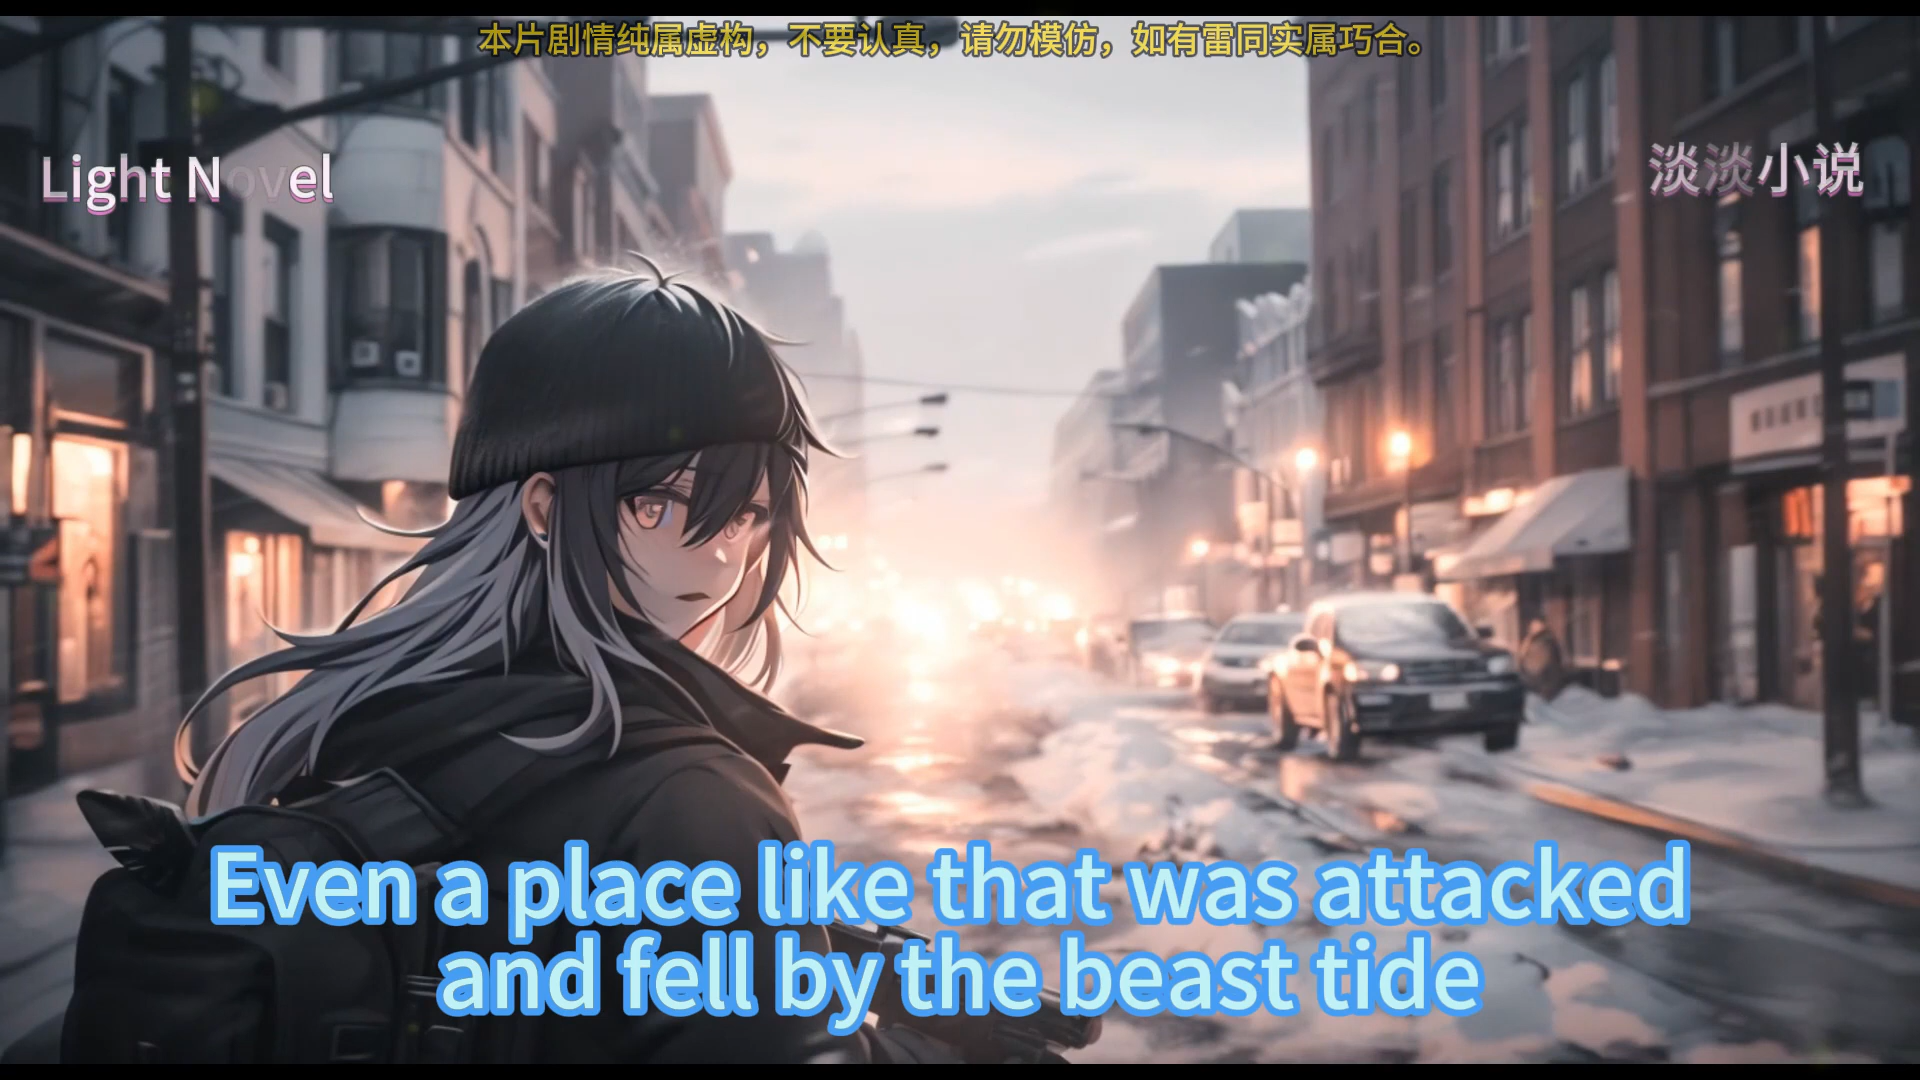 本片剧情纯属虚构，不要认真，请勿模仿，如有雷同实属巧合。
Light Novel
淡淡小说
Even a place like that was attacked
and fell by the beast tide